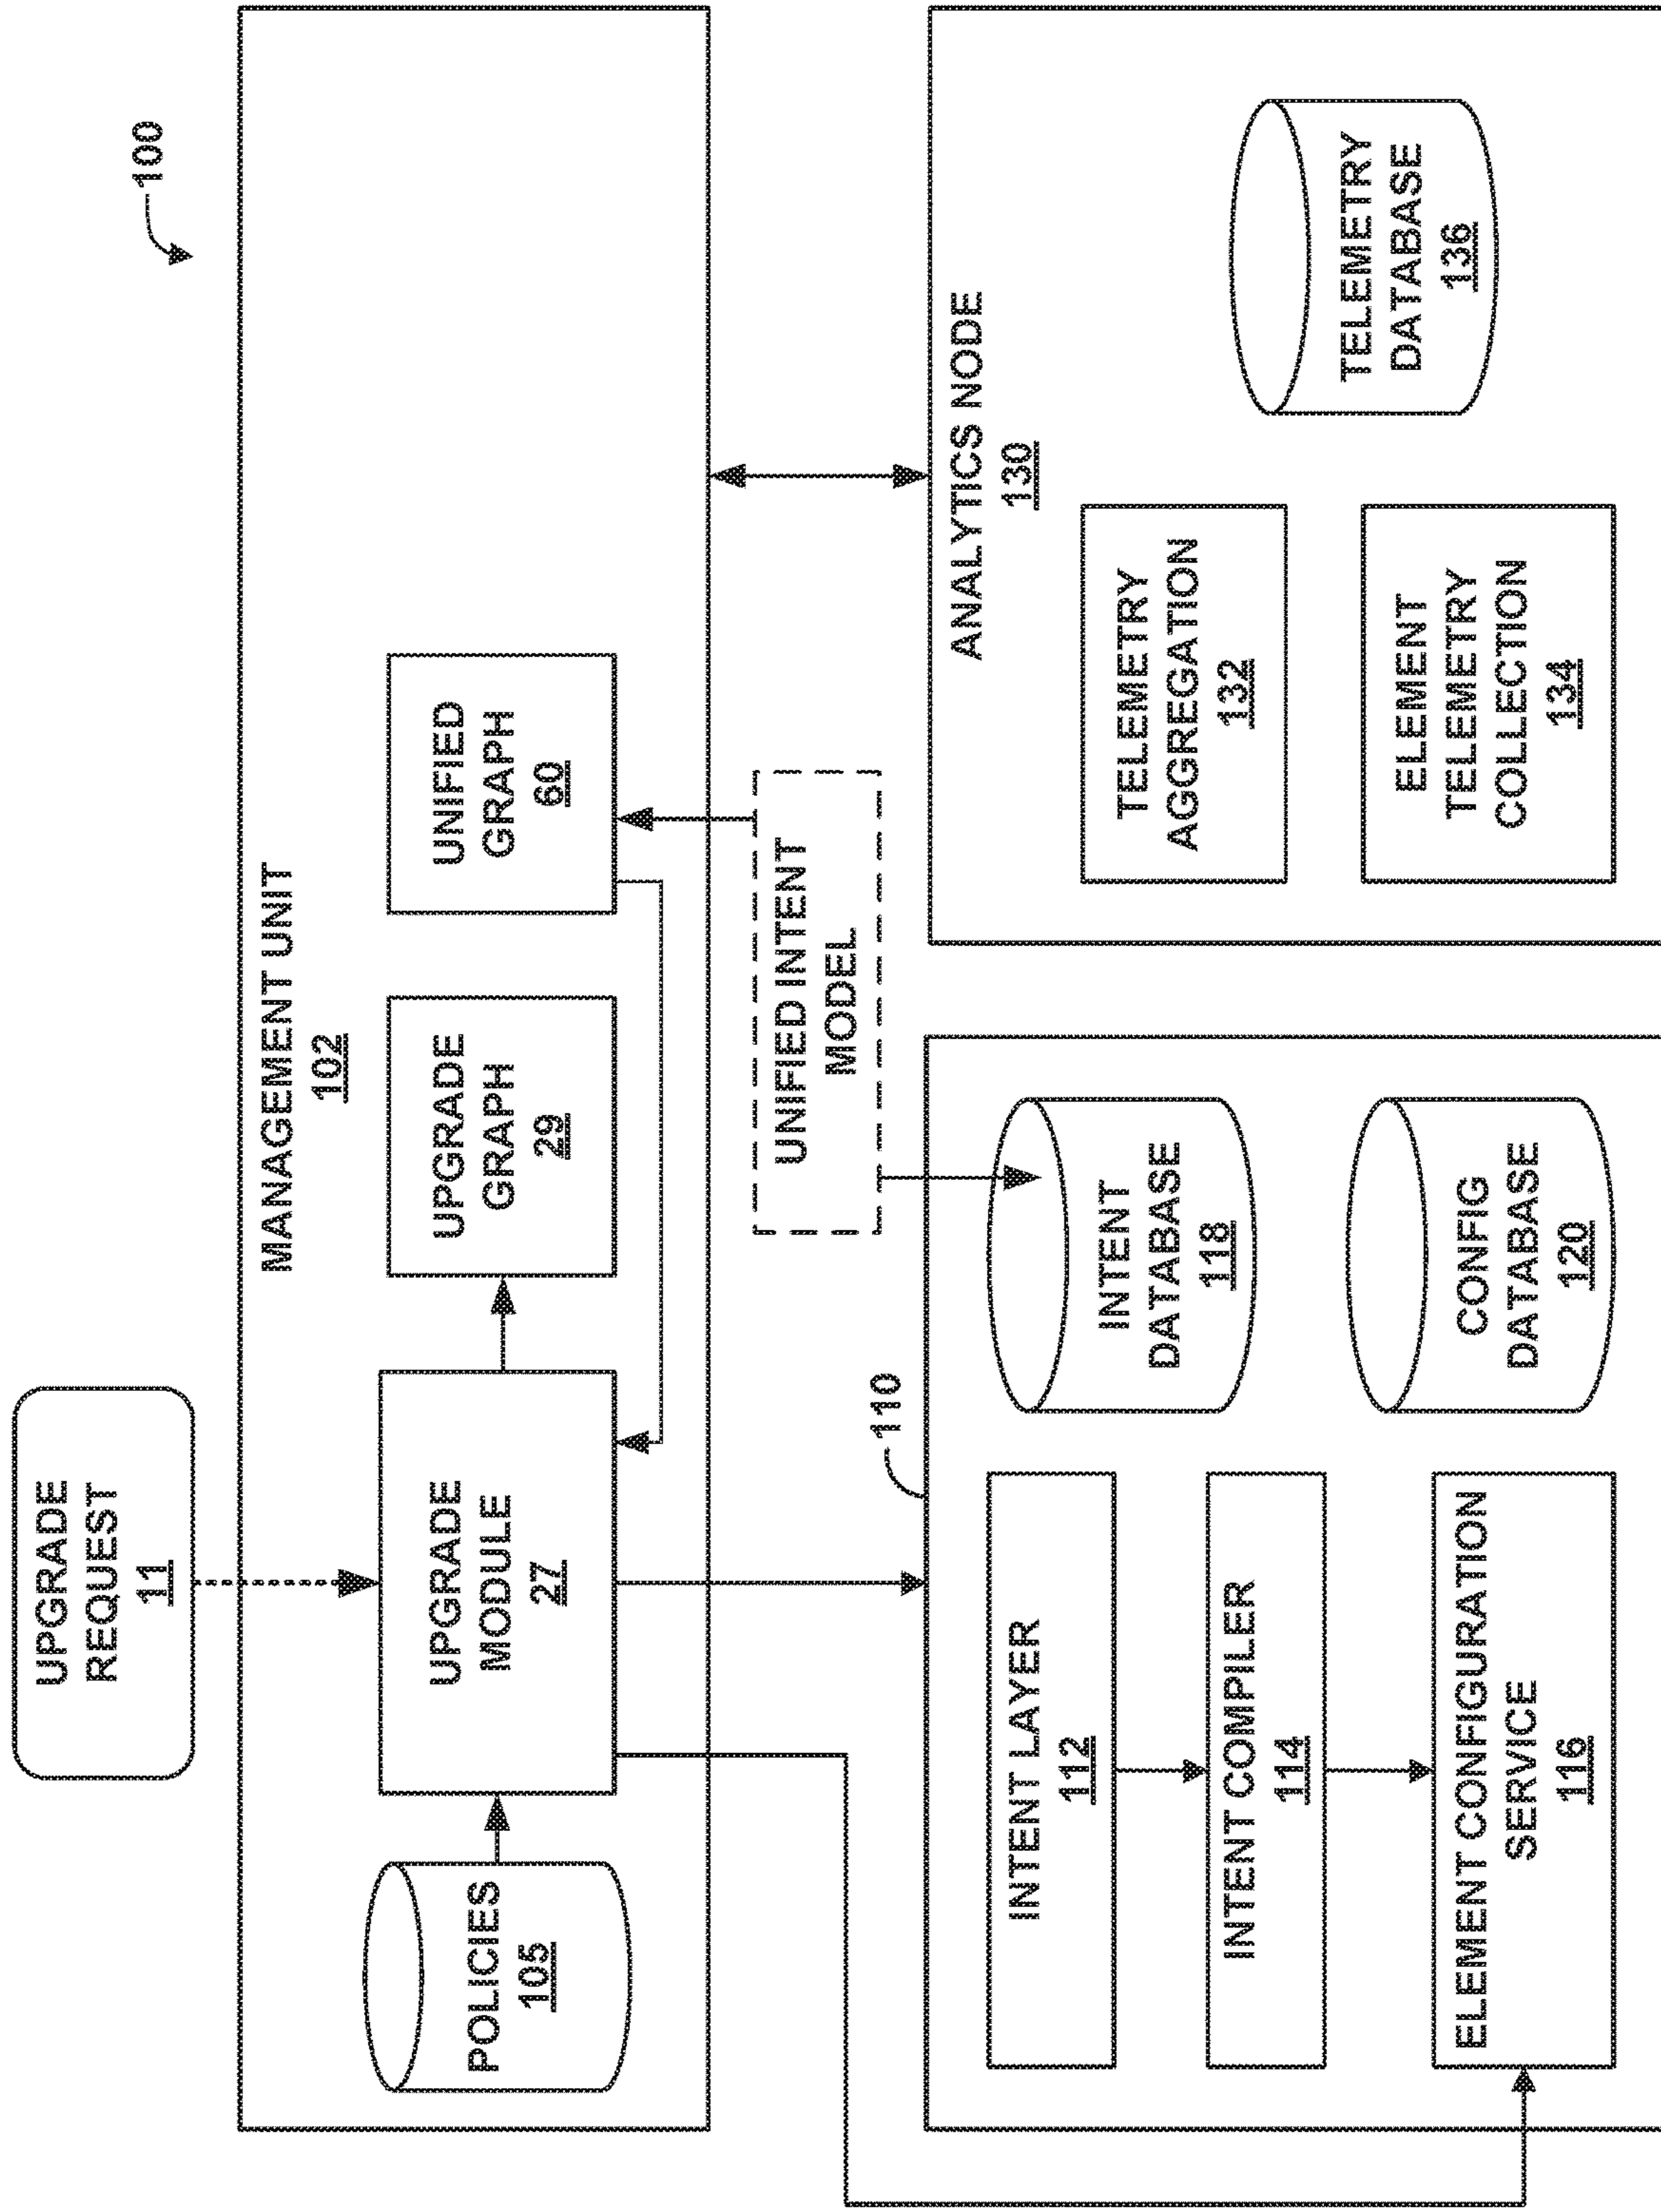 100
UPGRADE
REQUEST
11
MANAGEMENT UNIT
102
POLICIES
105
UPGRADE
MODULE
27
UPGRADE
GRAPH
29
UNIFIED
GRAPH
60
UNIFIED INTENT
MODEL
110
INTENT LAYER
112
INTENT COMPILER
114
ELEMENT CONFIGURATION
SERVICE
116
INTENT
DATABASE
118
CONFIG
DATABASE
120
ANALYTICS NODE
130
TELEMETRY
AGGREGATION
132
ELEMENT
TELEMETRY
COLLECTION
134
TELEMETRY
DATABASE
136